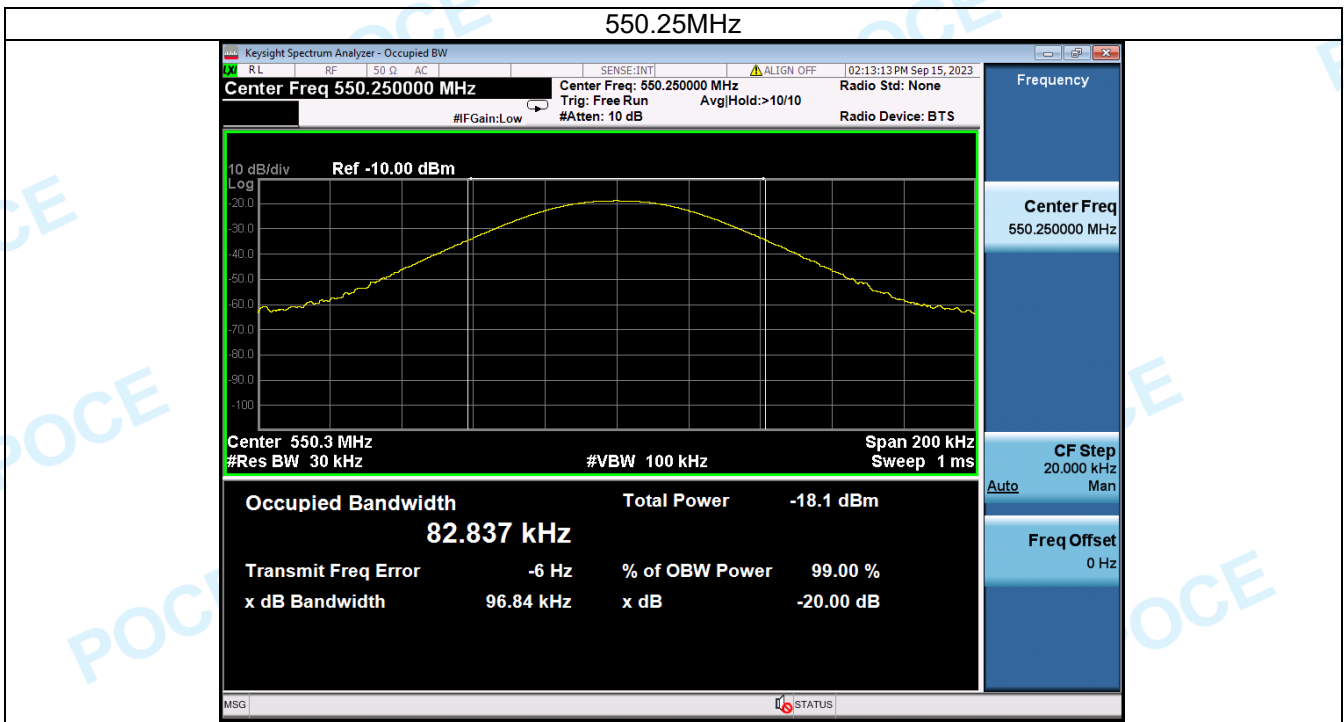 550.25MHz
Keysight Spectrum Analyzer - Occupied BW
LXI RL RF 50 Ω AC SENSE:INT ALIGN OFF 02:13:13 PM Sep 15, 2023
Center Freq 550.250000 MHz Center Freq: 550.250000 MHz Radio Std: None
Trig: Free Run Avg|Hold:>10/10
#IFGain:Low #Atten: 10 dB Radio Device: BTS
Frequency
10 dB/div Ref -10.00 dBm
Log
-20.0
-30.0
-40.0
-50.0
-60.0
-70.0
-80.0
-90.0
-100
Center 550.3 MHz Span 200 kHz
#Res BW 30 kHz #VBW 100 kHz Sweep 1 ms
Center Freq
550.250000 MHz
CF Step
20.000 kHz
Auto Man
Freq Offset
0 Hz
Occupied Bandwidth Total Power -18.1 dBm
82.837 kHz
Transmit Freq Error -6 Hz % of OBW Power 99.00 %
x dB Bandwidth 96.84 kHz x dB -20.00 dB
MSG STATUS
POCE
POCE